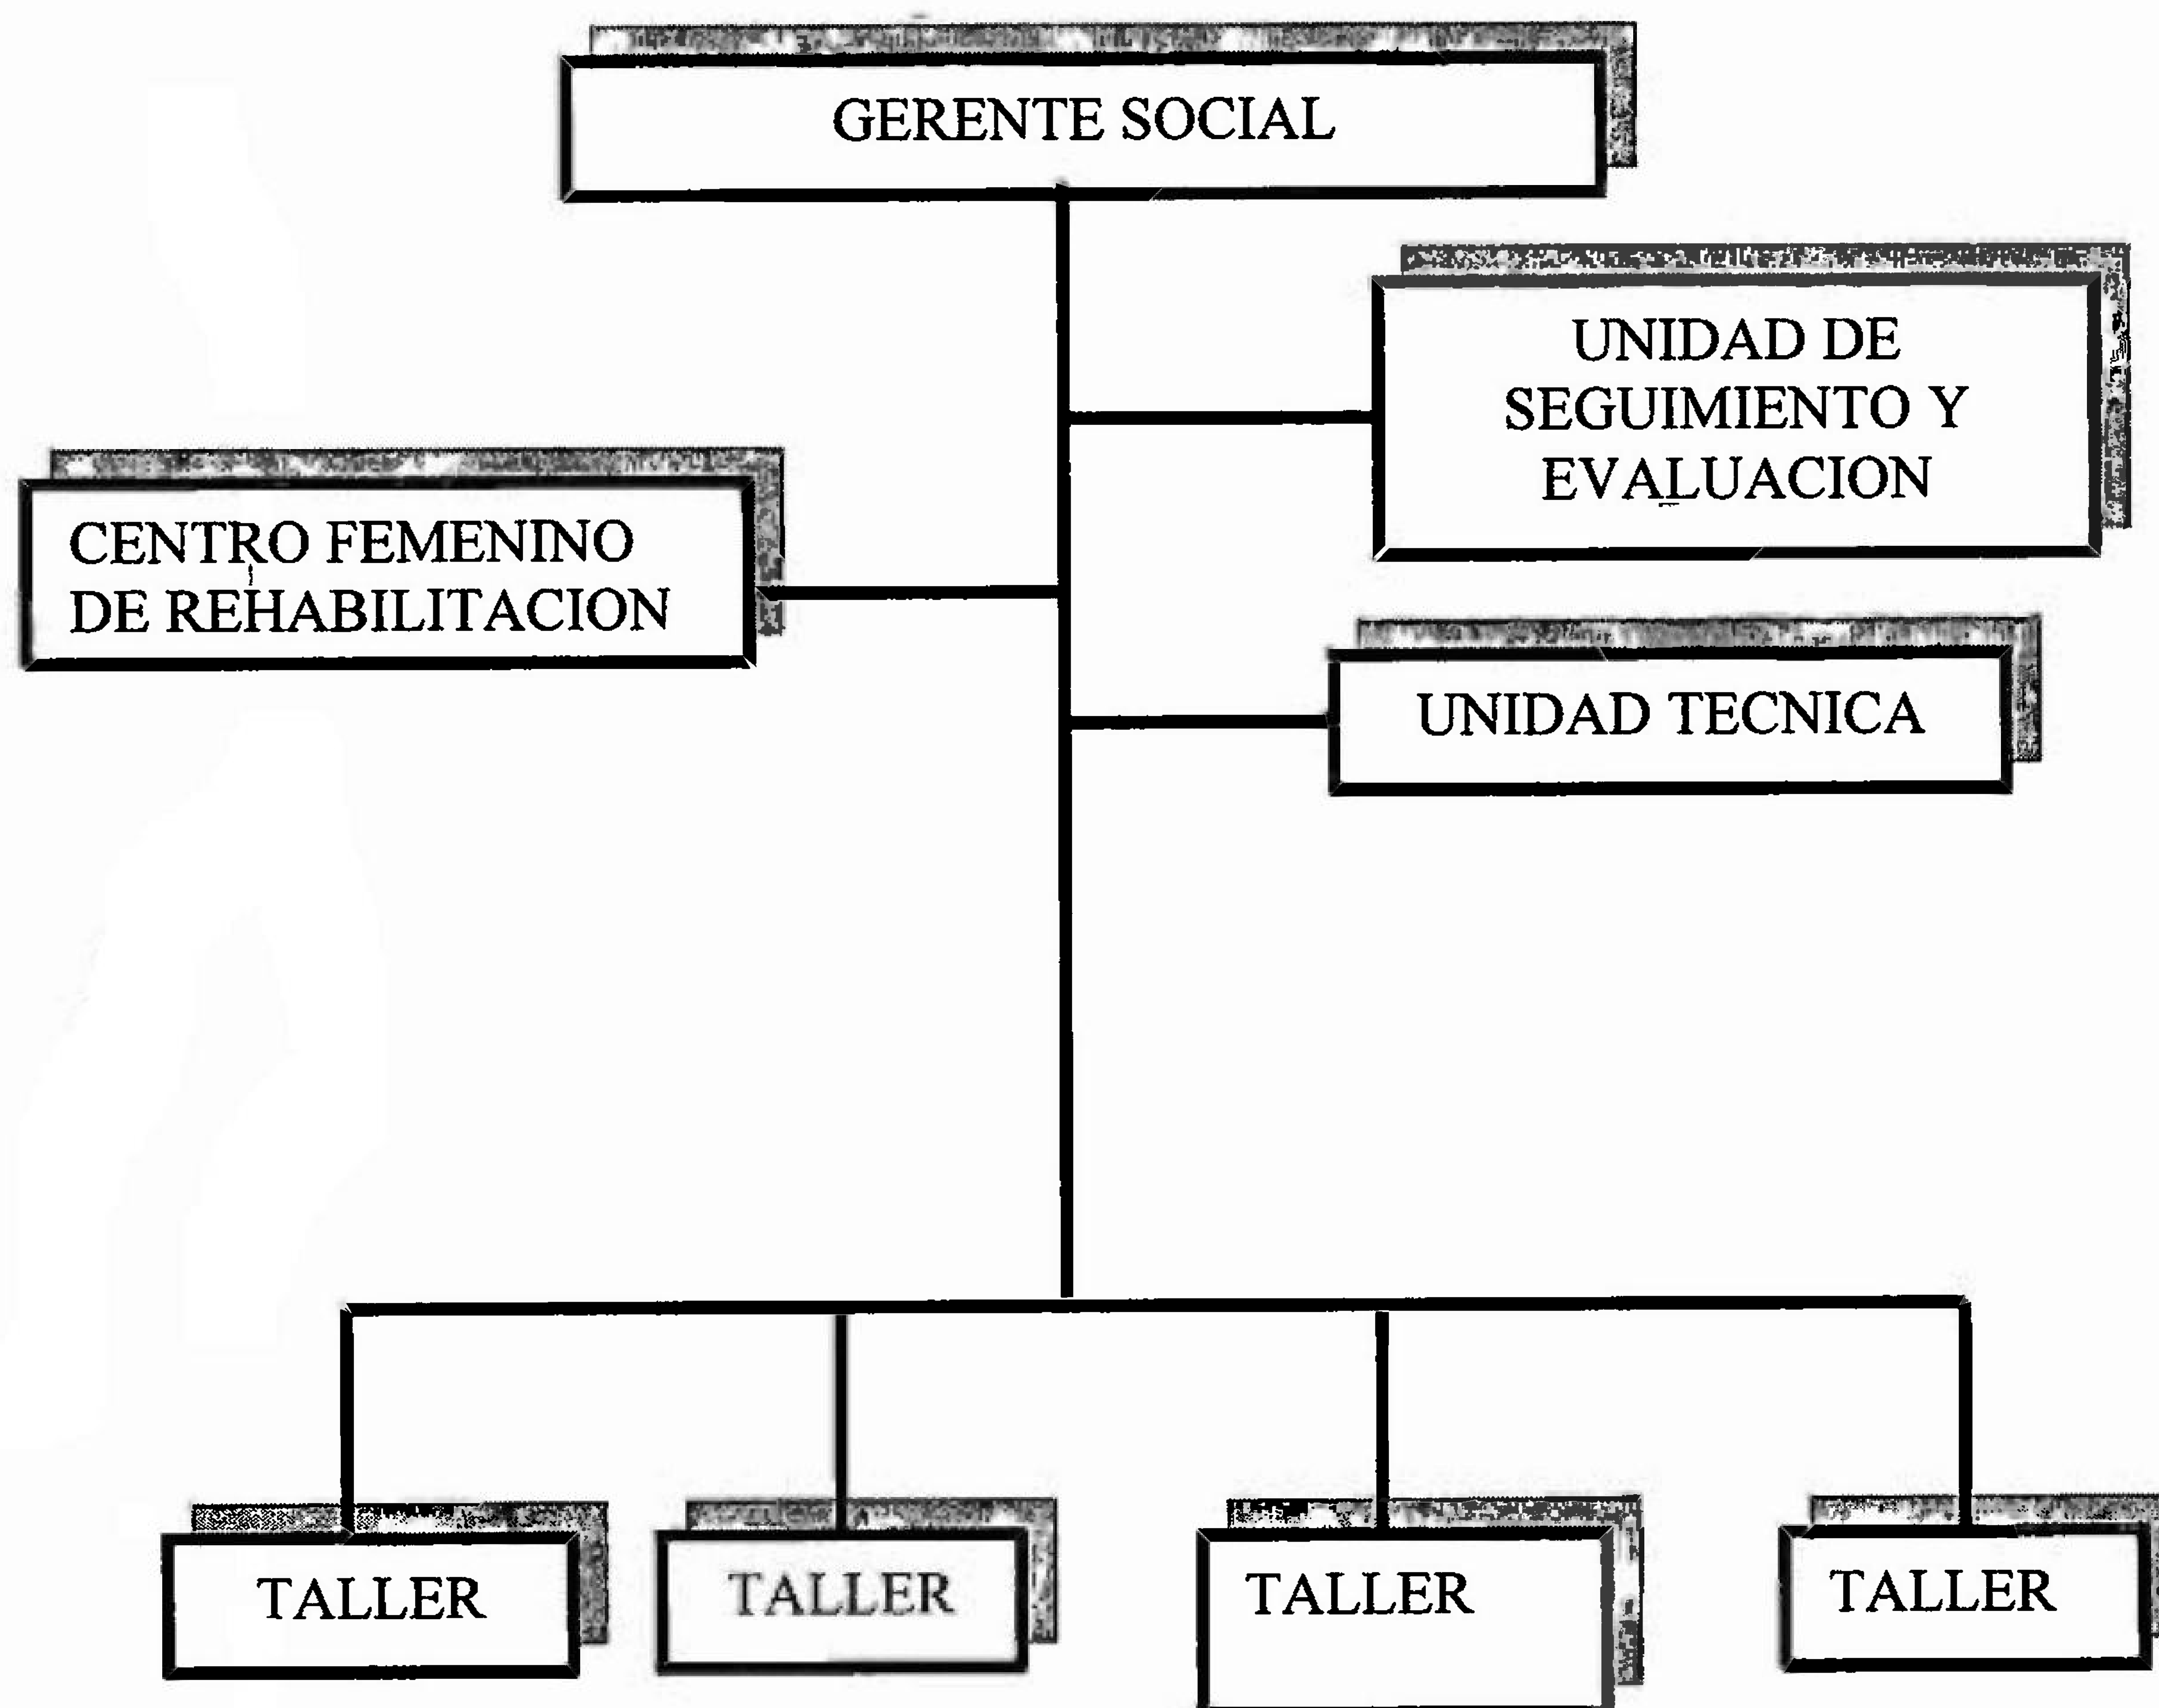 GERENTE SOCIAL
UNIDAD DE
SEGUIMIENTO Y
EVALUACION
CENTRO FEMENINO
DE REHABILITACION
UNIDAD TECNICA
TALLER
TALLER
TALLER
TALLER